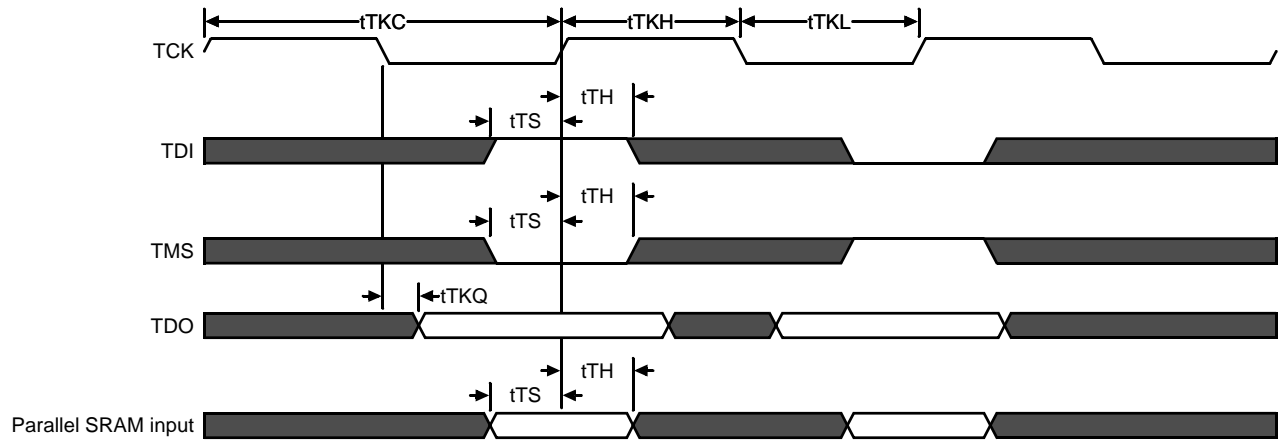 tTKC tTKH tTKL
TCK
tTH
tTS
TDI
tTH
tTS
TMS
tTKQ
TDO
tTH
tTS
Parallel SRAM input